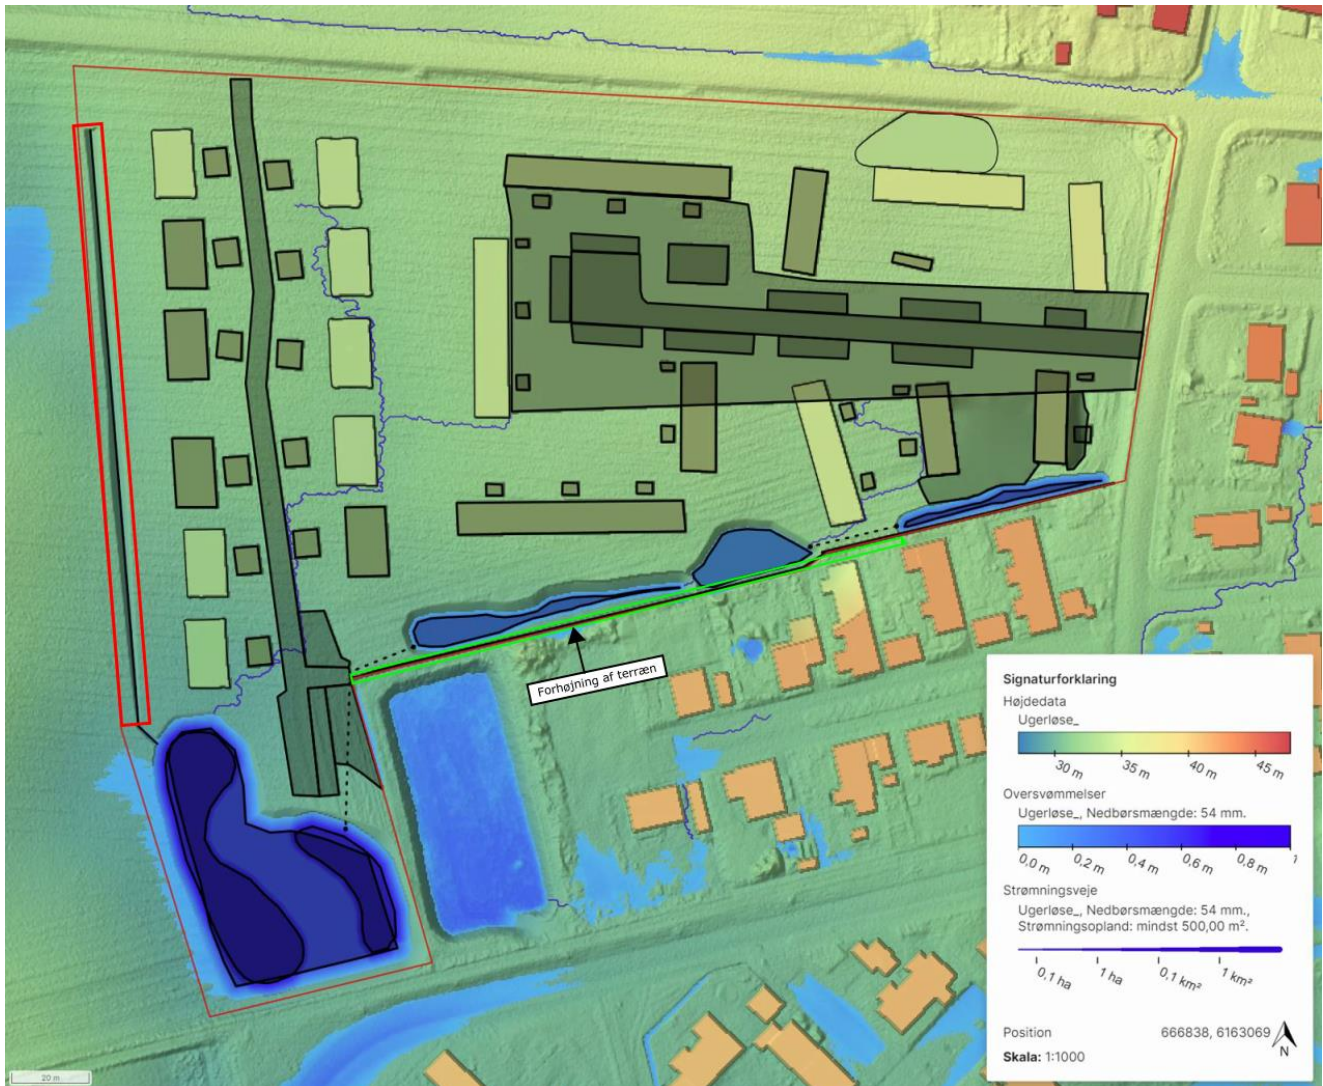 Forhøjning af terræn
Signaturforklaring
Højdedata
Ugerløse_
30 m
35 m
40 m
45 m
Oversvømmelser
Ugerløse_, Nedbørsmængde: 54 mm.
0,0 m
0,2 m
0,4 m
0,6 m
0,8 m
1
Strømningsveje
Ugerløse_, Nedbørsmængde: 54 mm.,
Strømningsopland: mindst 500,00 m².
0,1 ha
1 ha
0,1 km²
1 km²
Position 666838, 6163069
N
Skala: 1:1000
20 m